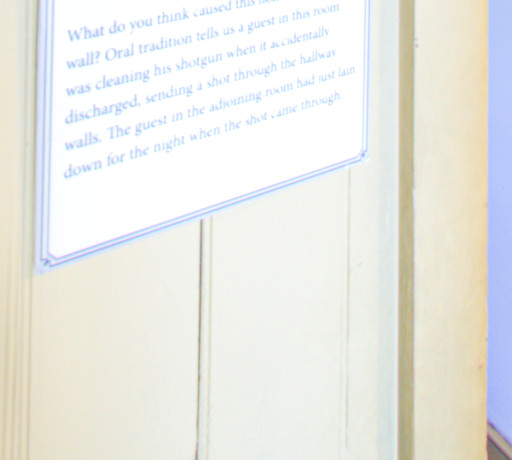 What do you think caused this
wall? Oral tradition tells us a guest in this room
was cleaning his shotgun when it accidentally
discharged, sending a shot through the hallway
walls. The guest in the adjoining room had just lain
down for the night when the shot came through